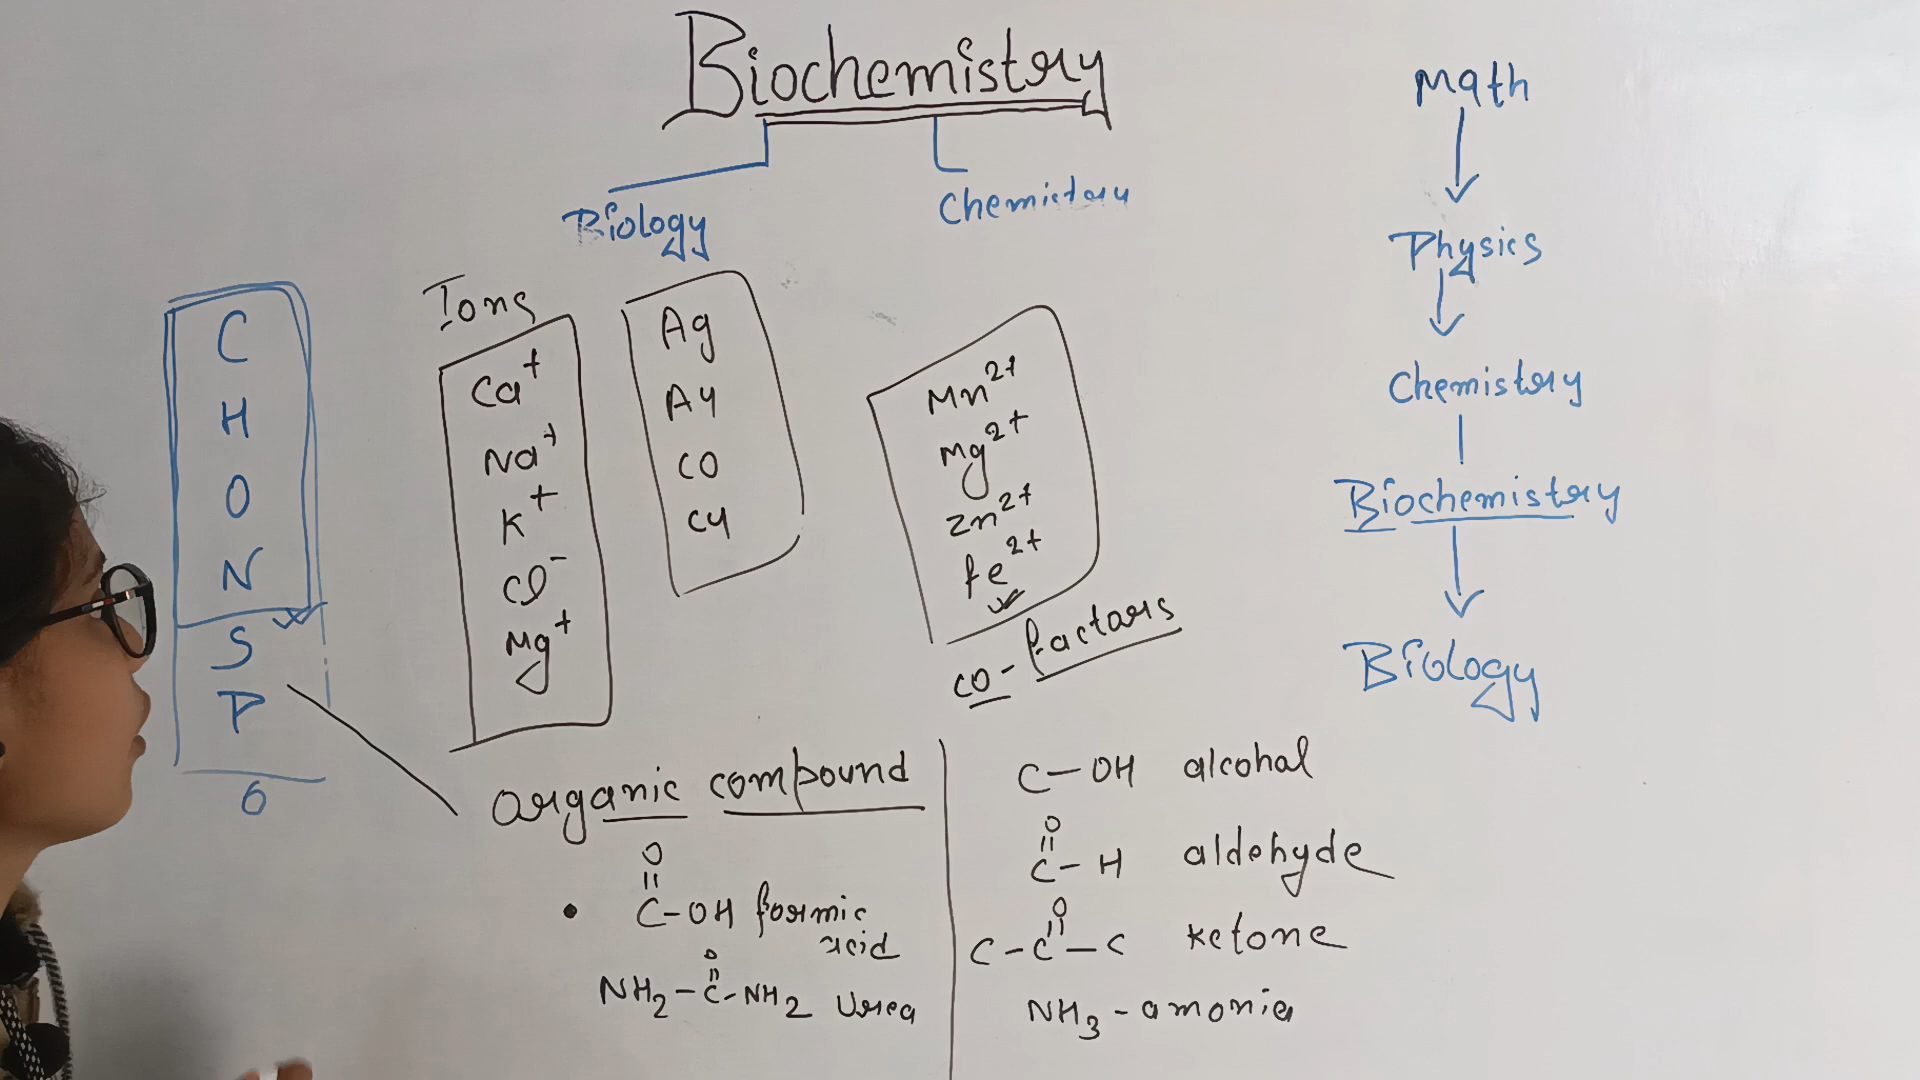 Biochemistry
Biology
Chemistry
Math
Physics
Chemistry
Biochemistry
Biology
C
H
O
N
S
P
6
Ions
Ca+
Na+
K+
Cl-
Mg+
Ag
Au
CO
Cu
Mn2+
Mg2+
Zn2+
Fe2+
co-factors
organic compound
O
C-OH formic
acid
O
NH2-C-NH2 Urea
C-OH alcohal
O
C-H aldehyde
O
C-C-C ketone
NH3-amonia